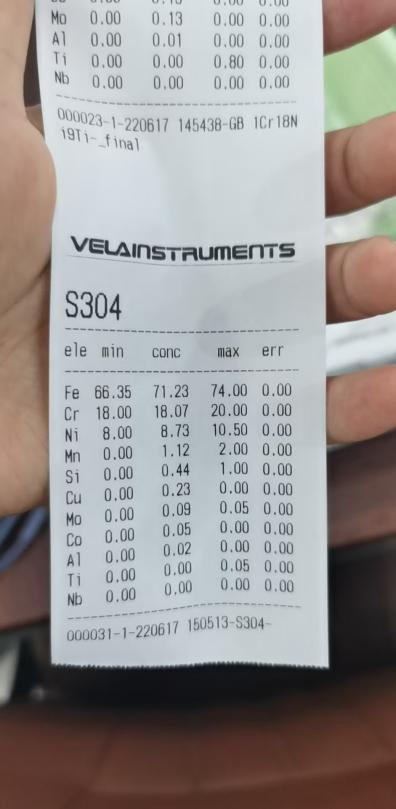 Mo 0.00 0.13 0.00 0.00
Al 0.00 0.01 0.00 0.00
Ti 0.00 0.00 0.80 0.00
Nb 0.00 0.00 0.00 0.00
000023-1-220617 145438-GB 1Cr18N
i9Ti-_final
VELAINSTRUMENTS
S304
ele min conc max err
Fe 66.35 71.23 74.00 0.00
Cr 18.00 18.07 20.00 0.00
Ni 8.00 8.73 10.50 0.00
Mn 0.00 1.12 2.00 0.00
Si 0.00 0.44 1.00 0.00
Cu 0.00 0.23 0.00 0.00
Mo 0.00 0.09 0.05 0.00
Co 0.00 0.05 0.00 0.00
Al 0.00 0.02 0.00 0.00
Ti 0.00 0.00 0.05 0.00
Nb 0.00 0.00 0.00 0.00
000031-1-220617 150513-S304-